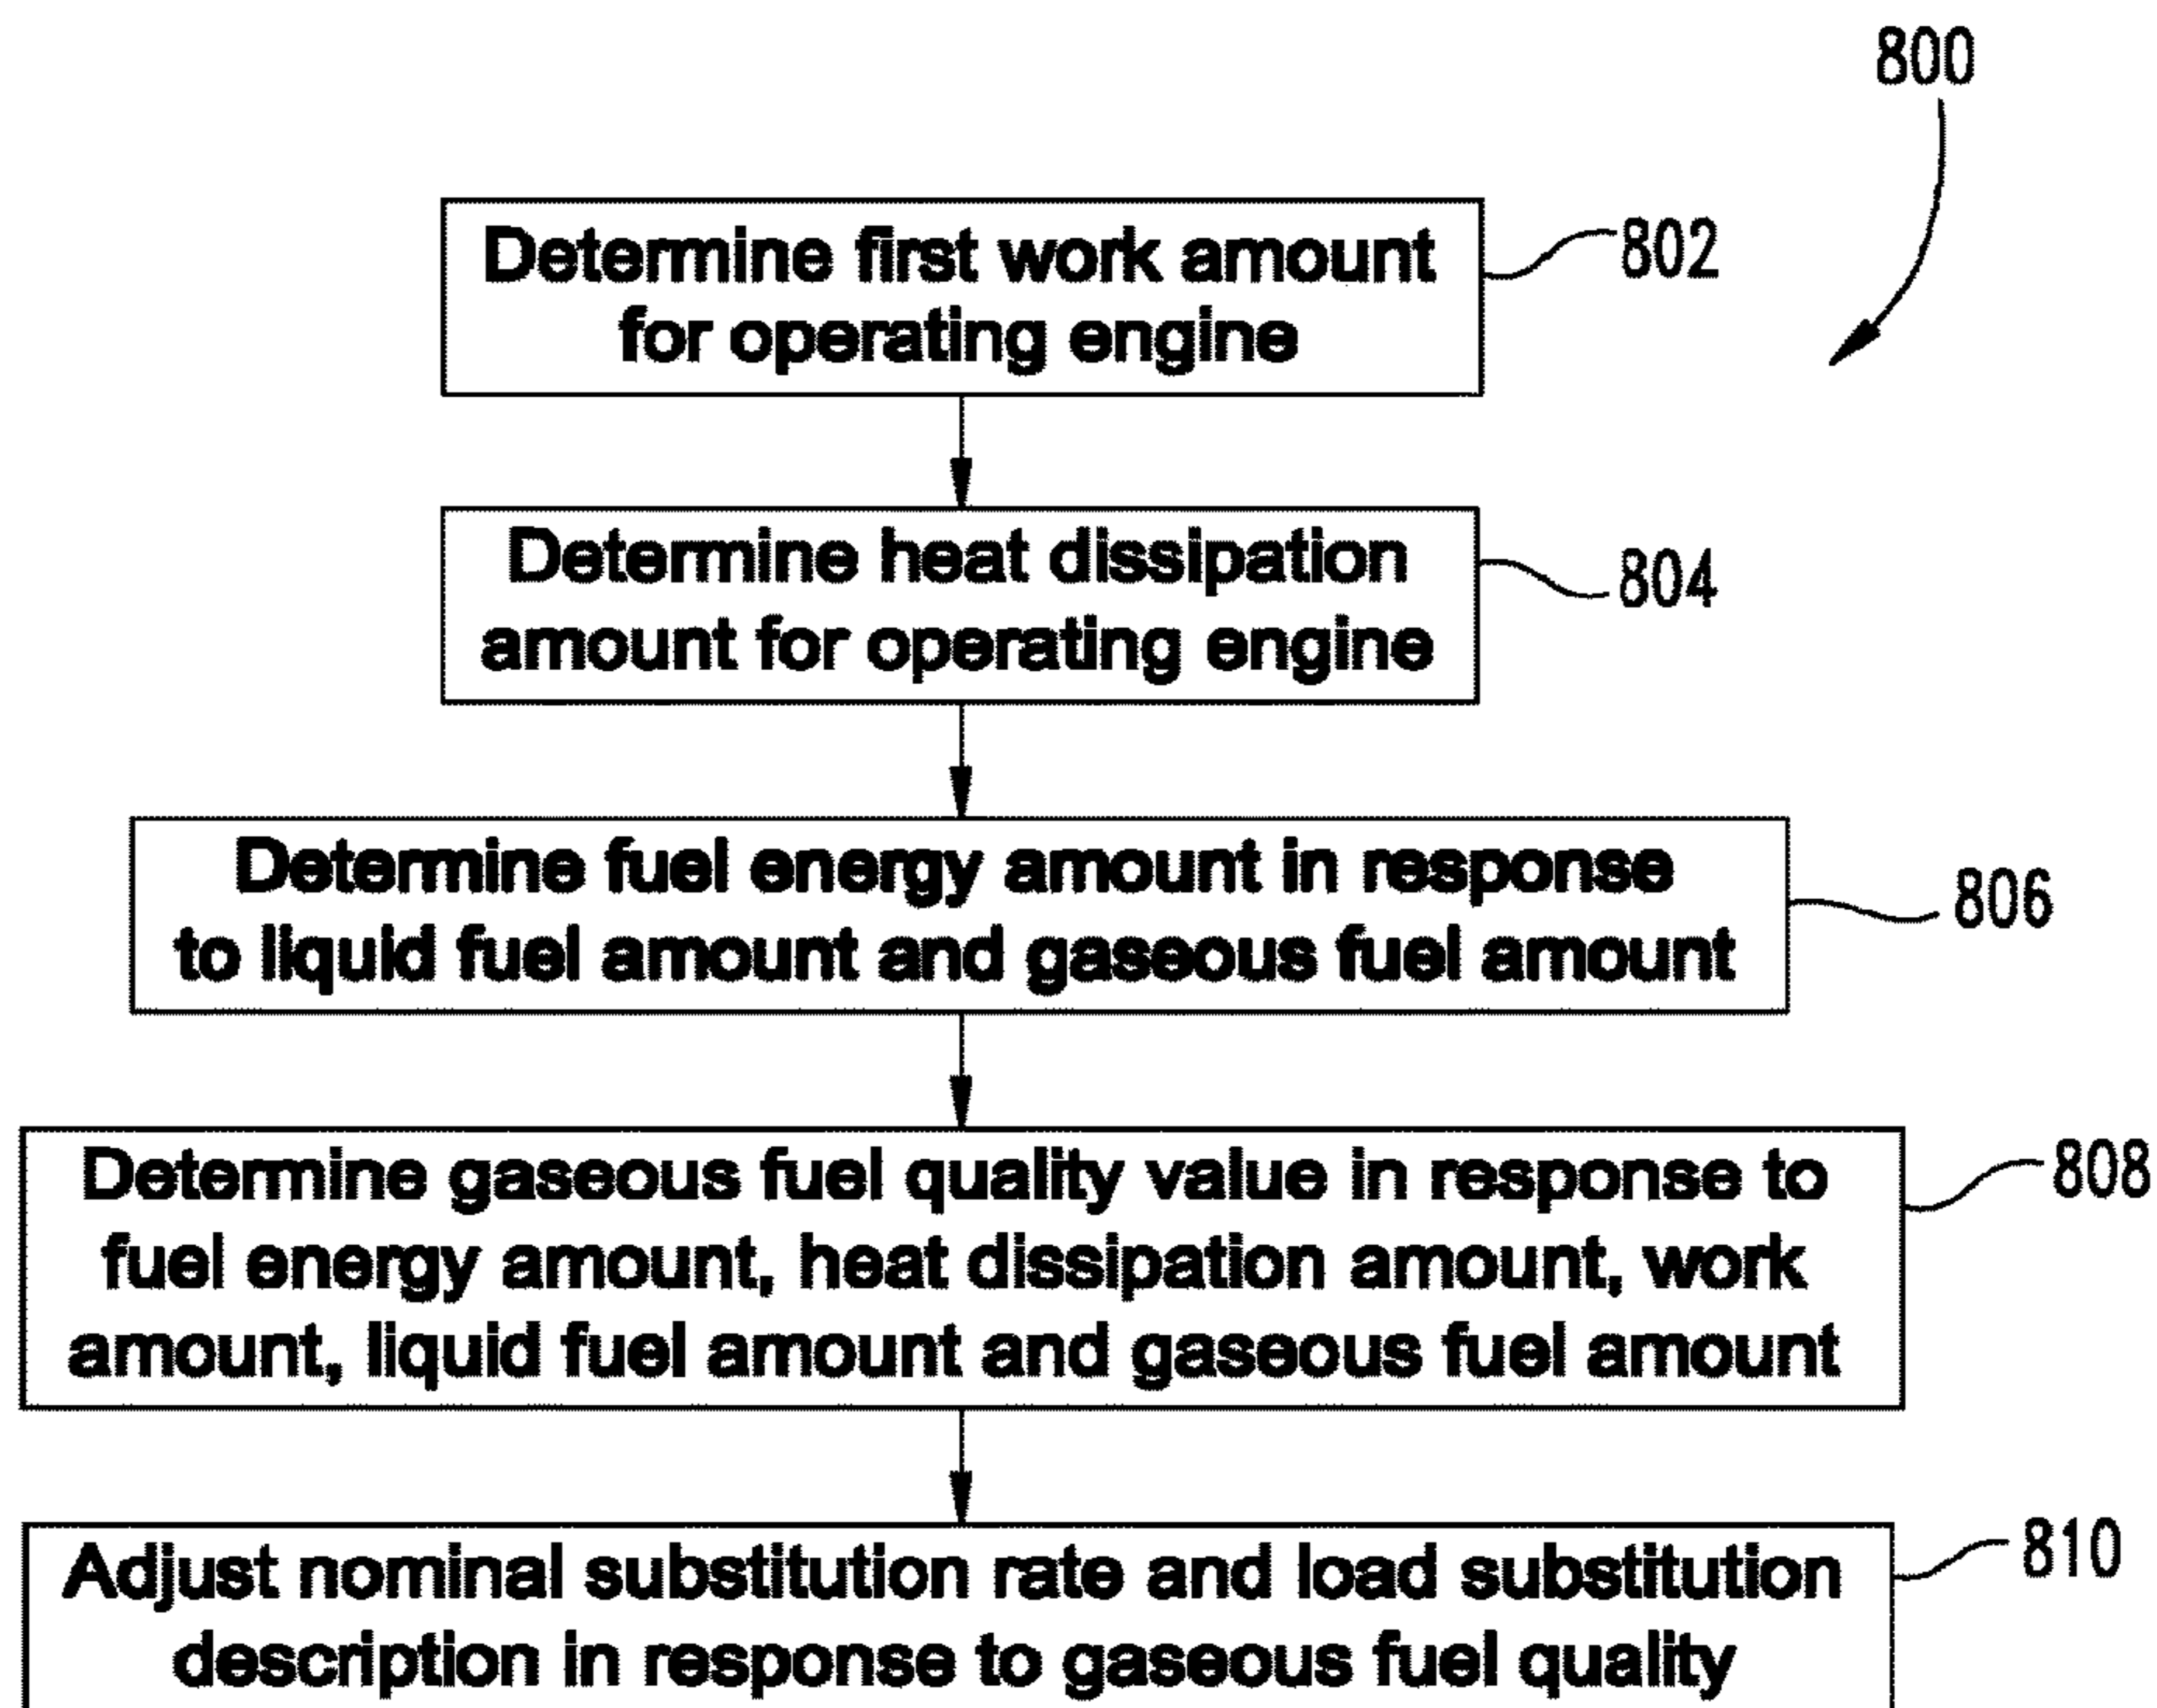 800
Determine first work amount
for operating engine
802
Determine heat dissipation
amount for operating engine
804
Determine fuel energy amount in response
to liquid fuel amount and gaseous fuel amount
806
Determine gaseous fuel quality value in response to
fuel energy amount, heat dissipation amount, work
amount, liquid fuel amount and gaseous fuel amount
808
Adjust nominal substitution rate and load substitution
description in response to gaseous fuel quality
810